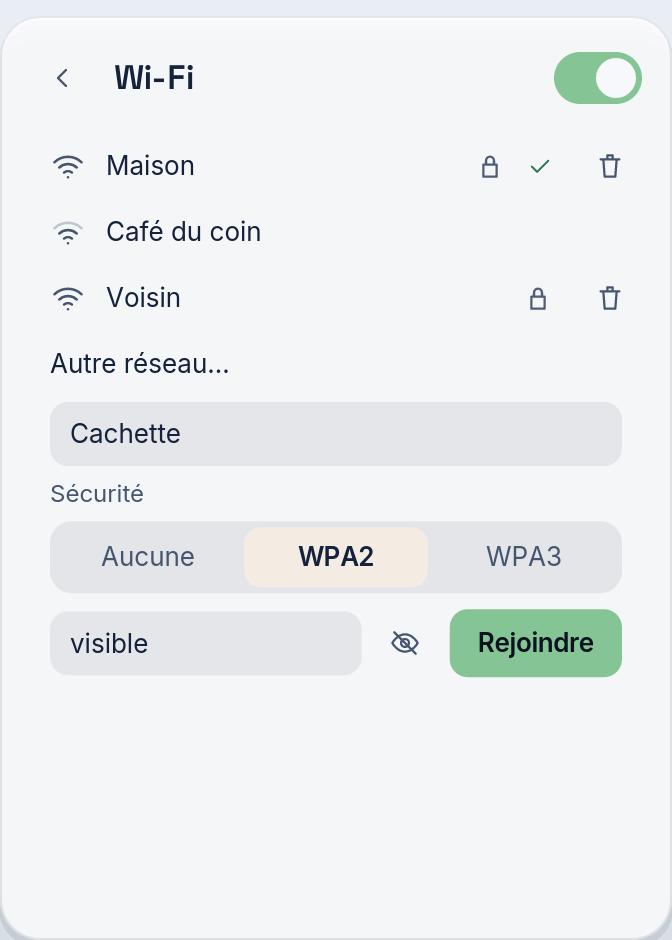 Wi-Fi
Maison
Café du coin
Voisin
Autre réseau...
Cachette
Sécurité
Aucune WPA2 WPA3
visible Rejoindre